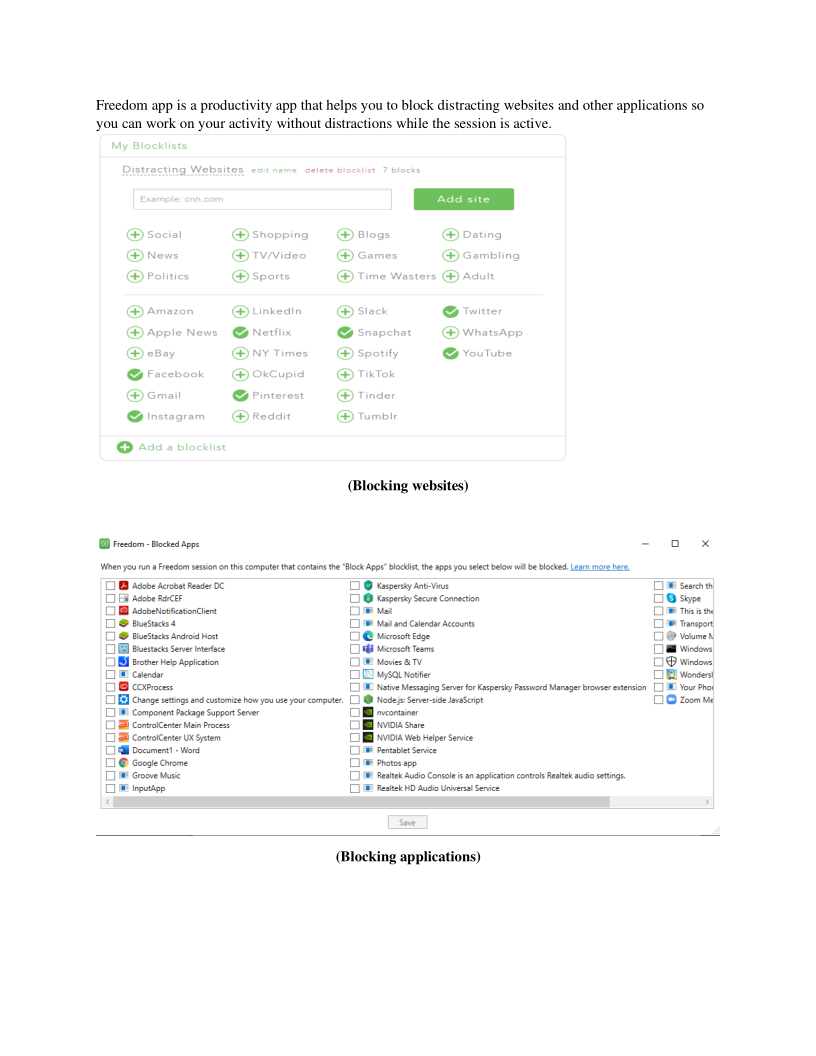 Freedom app is a productivity app that helps you to block distracting websites and other applications so
you can work on your activity without distractions while the session is active.
My Blocklists
Distracting Websites edit name delete blocklist 7 blocks
Example: cnn.com Add site
Social Shopping Blogs Dating
News TV/Video Games Gambling
Politics Sports Time Wasters Adult
Amazon LinkedIn Slack Twitter
Apple News Netflix Snapchat WhatsApp
eBay NY Times Spotify YouTube
Facebook OkCupid TikTok
Gmail Pinterest Tinder
Instagram Reddit Tumblr
Add a blocklist
(Blocking websites)
Freedom - Blocked Apps
When you run a Freedom session on this computer that contains the "Block Apps" blocklist, the apps you select below will be blocked. Learn more here.
Adobe Acrobat Reader DC Kaspersky Anti-Virus Search th
Adobe RdrCEF Kaspersky Secure Connection Skype
AdobeNotificationClient Mail This is the
BlueStacks 4 Mail and Calendar Accounts Transport
BlueStacks Android Host Microsoft Edge Volume M
Bluestacks Server Interface Microsoft Teams Windows
Brother Help Application Movies & TV Windows
Calendar MySQL Notifier Wondersh
CCXProcess Native Messaging Server for Kaspersky Password Manager browser extension Your Phon
Change settings and customize how you use your computer. Node.js: Server-side JavaScript Zoom Me
Component Package Support Server nvcontainer
ControlCenter Main Process NVIDIA Share
ControlCenter UX System NVIDIA Web Helper Service
Document1 - Word Pentablet Service
Google Chrome Photos app
Groove Music Realtek Audio Console is an application controls Realtek audio settings.
InputApp Realtek HD Audio Universal Service
Save
(Blocking applications)